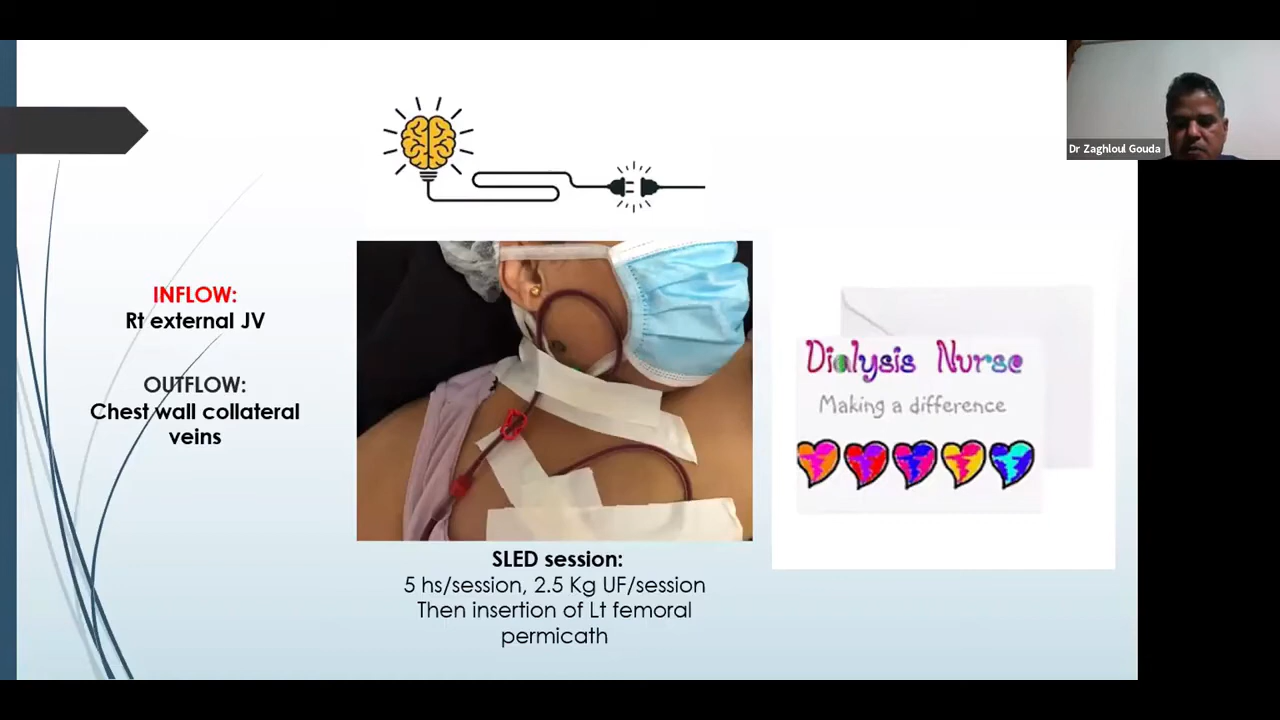 Dr Zaghloul Gouda
INFLOW:
Rt external JV
OUTFLOW:
Chest wall collateral
veins
SLED session:
5 hs/session, 2.5 Kg UF/session
Then insertion of Lt femoral
permicath
Dialysis Nurse
Making a difference